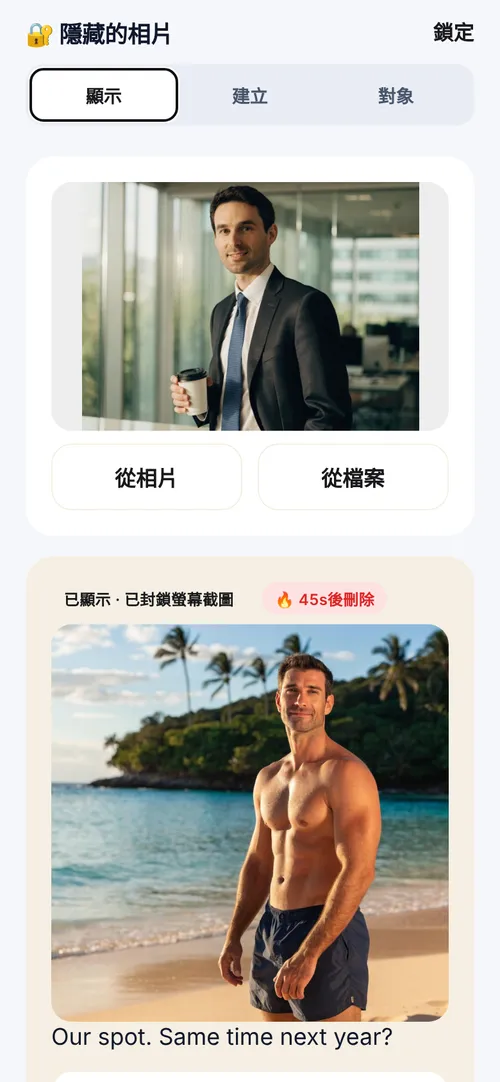 🔐 隱藏的相片
鎖定
顯示
建立
對象
從相片
從檔案
已顯示 · 已封鎖螢幕截圖
🔥 45s後刪除
Our spot. Same time next year?